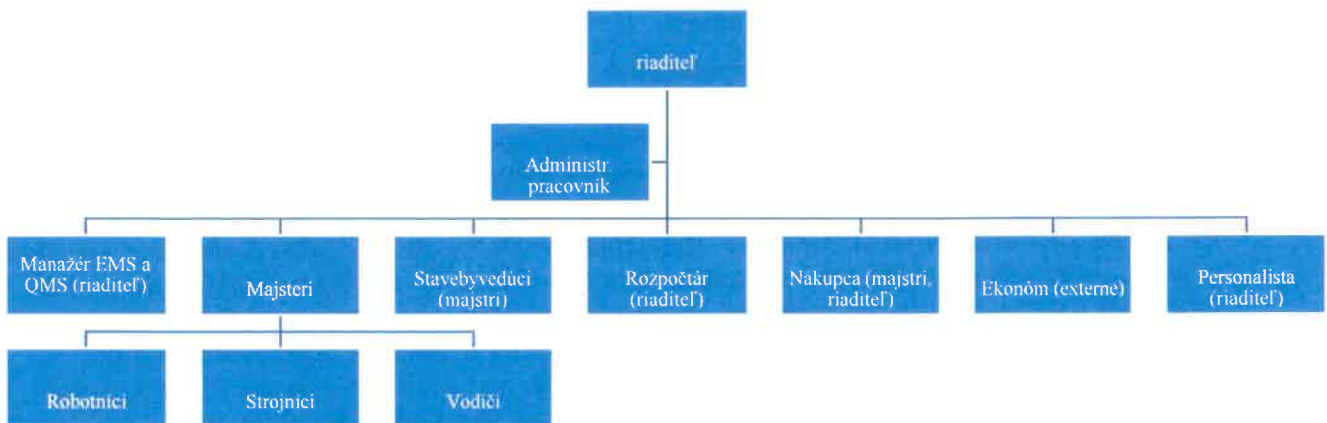 riaditeľ
Administr.
pracovník
Manažér EMS a
QMS (riaditeľ)
Majsteri
Stavebyvedúci
(majstri)
Rozpočtár
(riaditeľ)
Nákupca (majstri,
riaditeľ)
Ekonóm (externe)
Personalista
(riaditeľ)
Robotníci
Strojníci
Vodiči